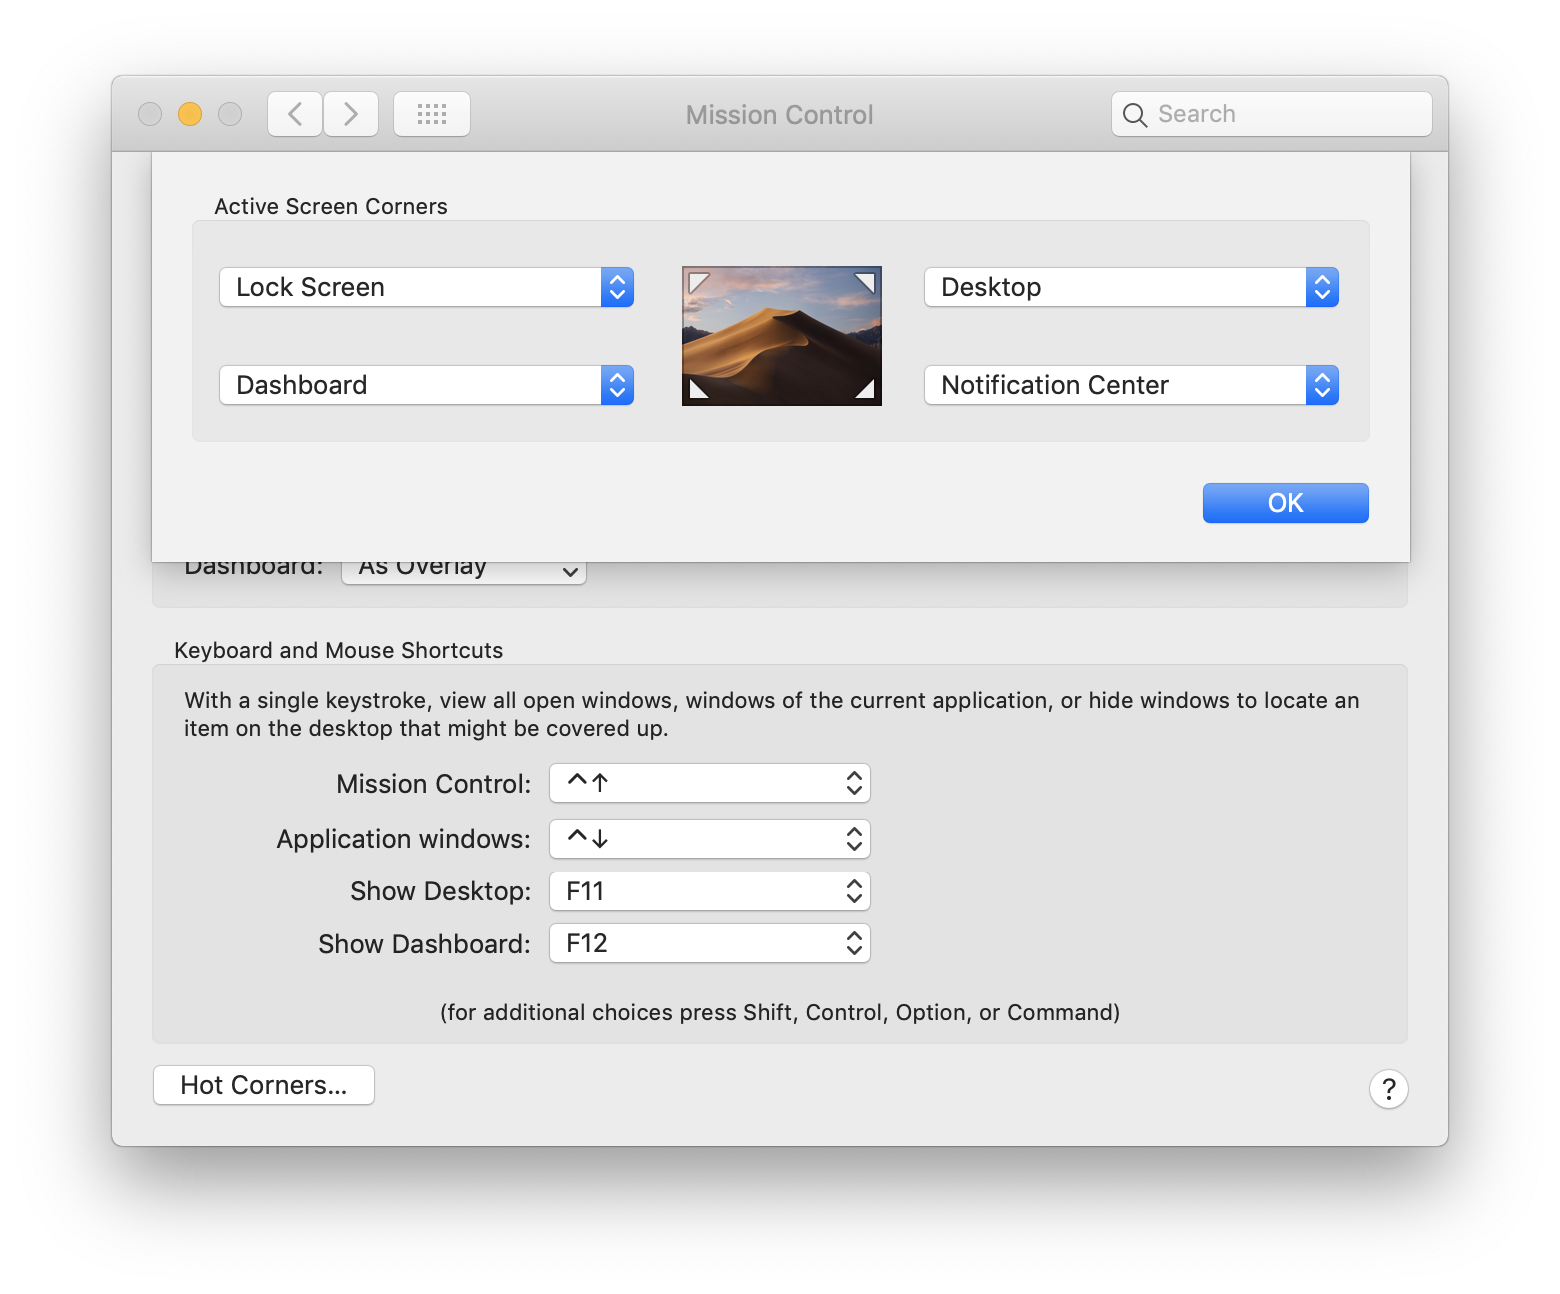 Mission Control
Search
Active Screen Corners
Lock Screen
Desktop
Dashboard
Notification Center
OK
Dashboard: As Overlay
Keyboard and Mouse Shortcuts
With a single keystroke, view all open windows, windows of the current application, or hide windows to locate an
item on the desktop that might be covered up.
Mission Control: ^↑
Application windows: ^↓
Show Desktop: F11
Show Dashboard: F12
(for additional choices press Shift, Control, Option, or Command)
Hot Corners...
?